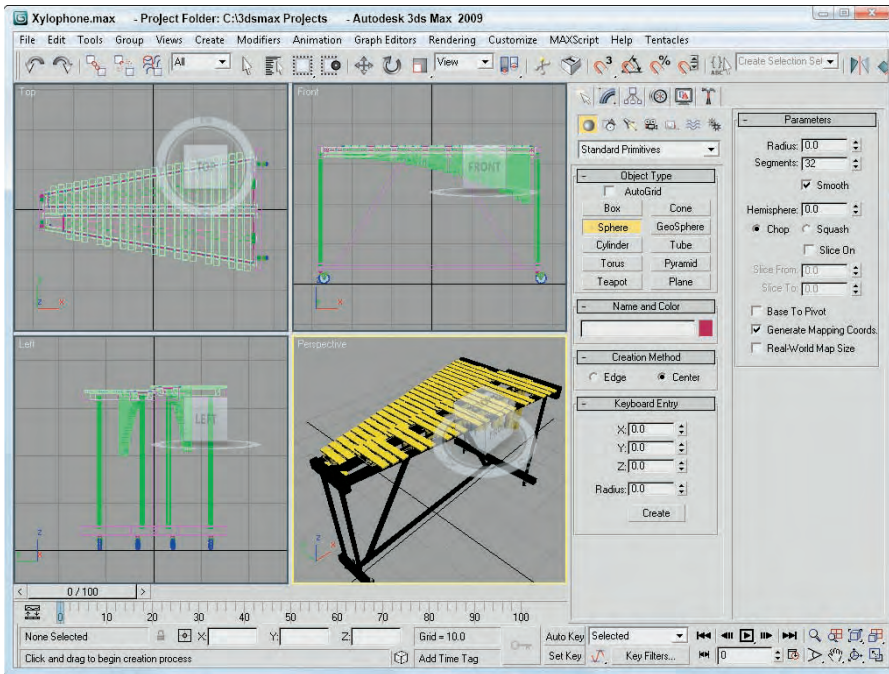 Xylophone.max - Project Folder: C:\3dsmax Projects - Autodesk 3ds Max 2009
File Edit Tools Group Views Create Modifiers Animation Graph Editors Rendering Customize MAXScript Help Tentacles
All View 3 % ABC Create Selection Set
Top Front
TOP FRONT
Left Perspective
LEFT
Standard Primitives
- Object Type
AutoGrid
Box Cone
Sphere GeoSphere
Cylinder Tube
Torus Pyramid
Teapot Plane
- Name and Color
- Creation Method
Edge Center
- Keyboard Entry
X: 0.0
Y: 0.0
Z: 0.0
Radius: 0.0
Create
- Parameters
Radius: 0.0
Segments: 32
Smooth
Hemisphere: 0.0
Chop Squash
Slice On
Slice From: 0.0
Slice To: 0.0
Base To Pivot
Generate Mapping Coords.
Real-World Map Size
< 0 / 100 >
0 10 20 30 40 50 60 70 80 90 100
None Selected X: Y: Z: Grid = 10.0 Auto Key Selected
Click and drag to begin creation process Add Time Tag Set Key Key Filters... 0